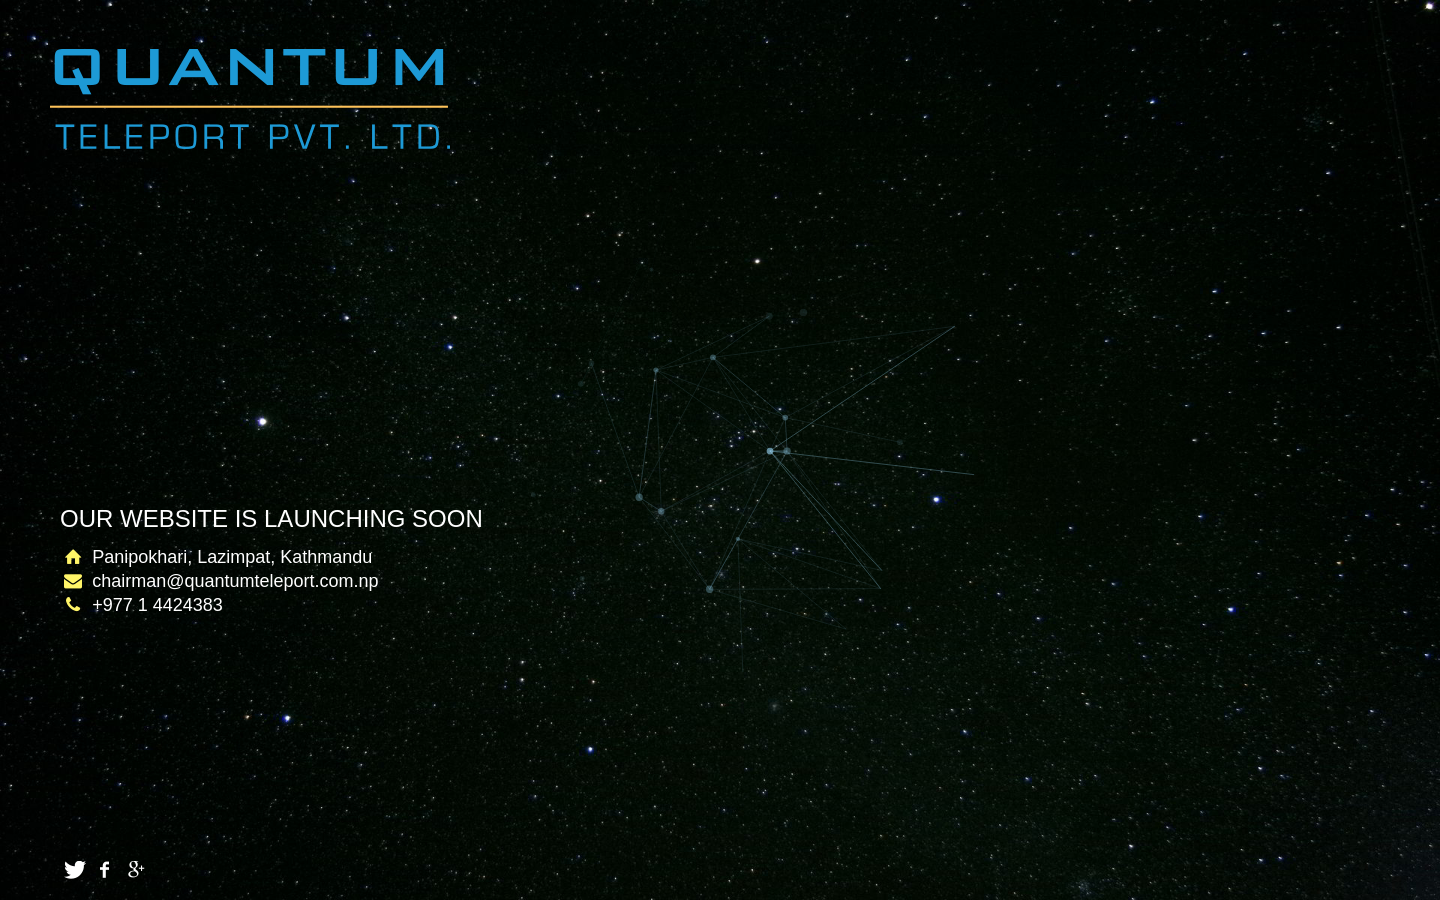 QUANTUM
TELEPORT PVT. LTD.
OUR WEBSITE IS LAUNCHING SOON
Panipokhari, Lazimpat, Kathmandu
chairman@quantumteleport.com.np
+977 1 4424383